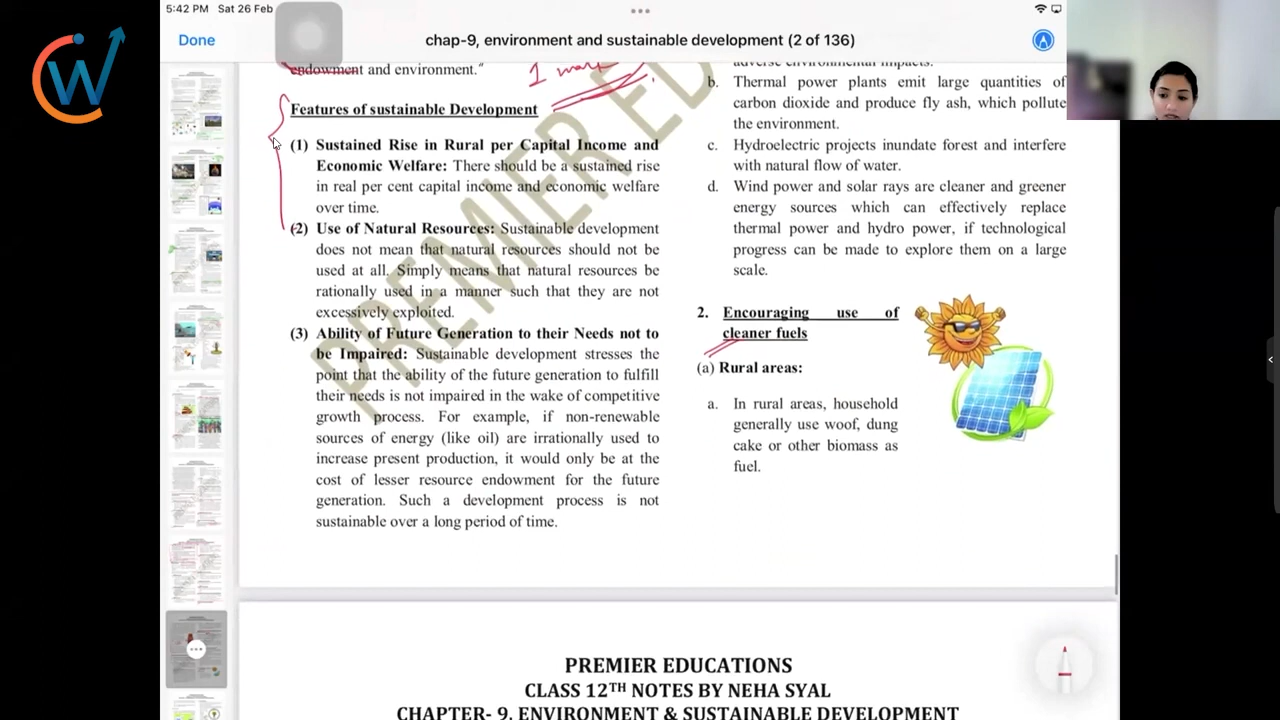 5:42 PM Sat 26 Feb
Done
chap-9, environment and sustainable development (2 of 136)
W
endowment and environ
I mark
Features of Sustainable Development
(1) Sustained Rise in Real per Capital Income and
Economic Welfare: There should be a sustained rise
in real per cent capital income and economic welfare
over time.
(2) Use of Natural Resources: Sustainable development
does not mean that natural resources should not be
used at all. Simply means that natural resources be
rationally used in manner such that they are not
excessively exploited.
(3) Ability of Future Generation to the Needs not to
be Impaired: Sustainable development stresses the
point that the ability of the future generation to fulfill
their needs is not impaired in the race of competitive
growth process. For example, if non-renewable
sources of energy (like oil) are irrationally used to
increase present production, it would only be at the
cost of lesser resource endowment for the future
generation. Such a development process is not
sustainable over a long period of time.
adverse environmental impacts.
b. Thermal power plants emit large quantities of
carbon dioxide and produce fly ash, which pollute
the environment.
c. Hydroelectric projects inundate forest and interfere
with natural flow of water.
d. Wind power and solar rays are cleaner and greener
energy sources which can effectively replace
thermal power and hydro power, if technological
progress can be made to explore them on a large
scale.
2. Encouraging use of
cleaner fuels
(a) Rural areas:
a. In rural areas, households
generally use woof, dung
cake or other biomass as
fuel.
PREMIER ED
PREMIER EDUCATIONS
CLASS 12TH NOTES BY NEHA SYAL
& SUSTAINABLE DEVELOPMENT